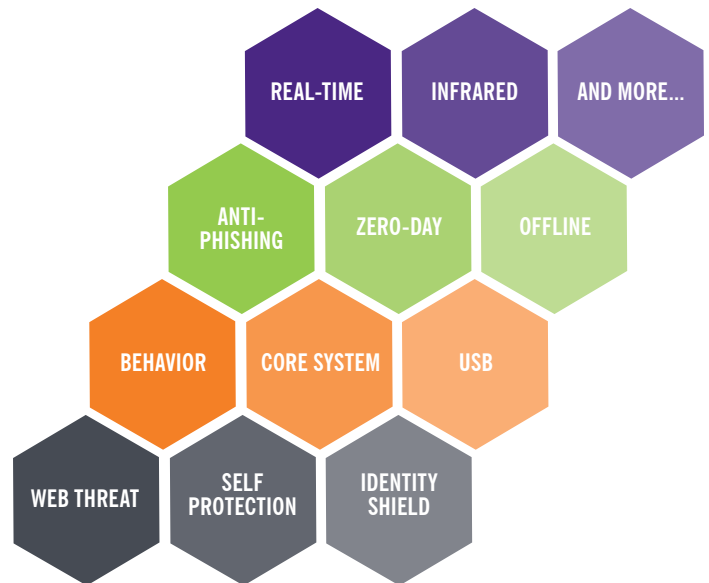 REAL-TIME
INFRARED
AND MORE...
ANTI-
PHISHING
ZERO-DAY
OFFLINE
BEHAVIOR
CORE SYSTEM
USB
WEB THREAT
SELF
PROTECTION
IDENTITY
SHIELD